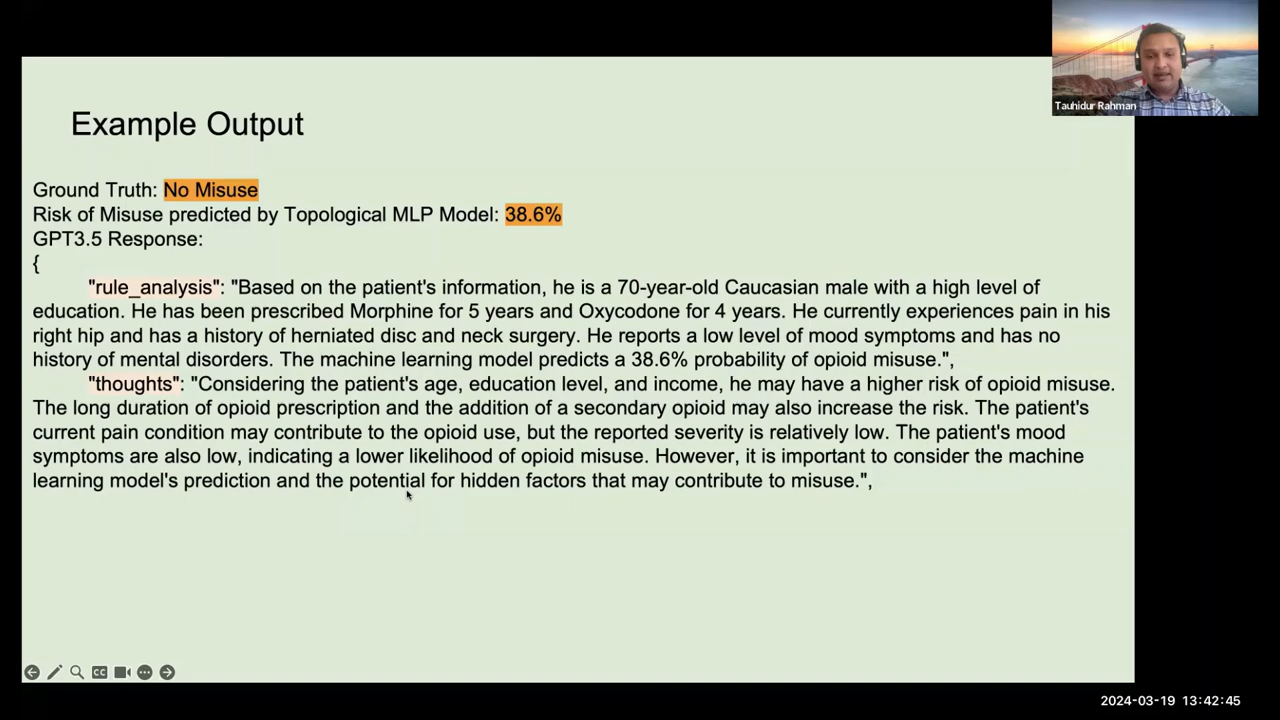 Tauhidur Rahman
Example Output
Ground Truth: No Misuse
Risk of Misuse predicted by Topological MLP Model: 38.6%
GPT3.5 Response:
{
"rule_analysis": "Based on the patient's information, he is a 70-year-old Caucasian male with a high level of
education. He has been prescribed Morphine for 5 years and Oxycodone for 4 years. He currently experiences pain in his
right hip and has a history of herniated disc and neck surgery. He reports a low level of mood symptoms and has no
history of mental disorders. The machine learning model predicts a 38.6% probability of opioid misuse.",
"thoughts": "Considering the patient's age, education level, and income, he may have a higher risk of opioid misuse.
The long duration of opioid prescription and the addition of a secondary opioid may also increase the risk. The patient's
current pain condition may contribute to the opioid use, but the reported severity is relatively low. The patient's mood
symptoms are also low, indicating a lower likelihood of opioid misuse. However, it is important to consider the machine
learning model's prediction and the potential for hidden factors that may contribute to misuse.",
CC
2024-03-19 13:42:45